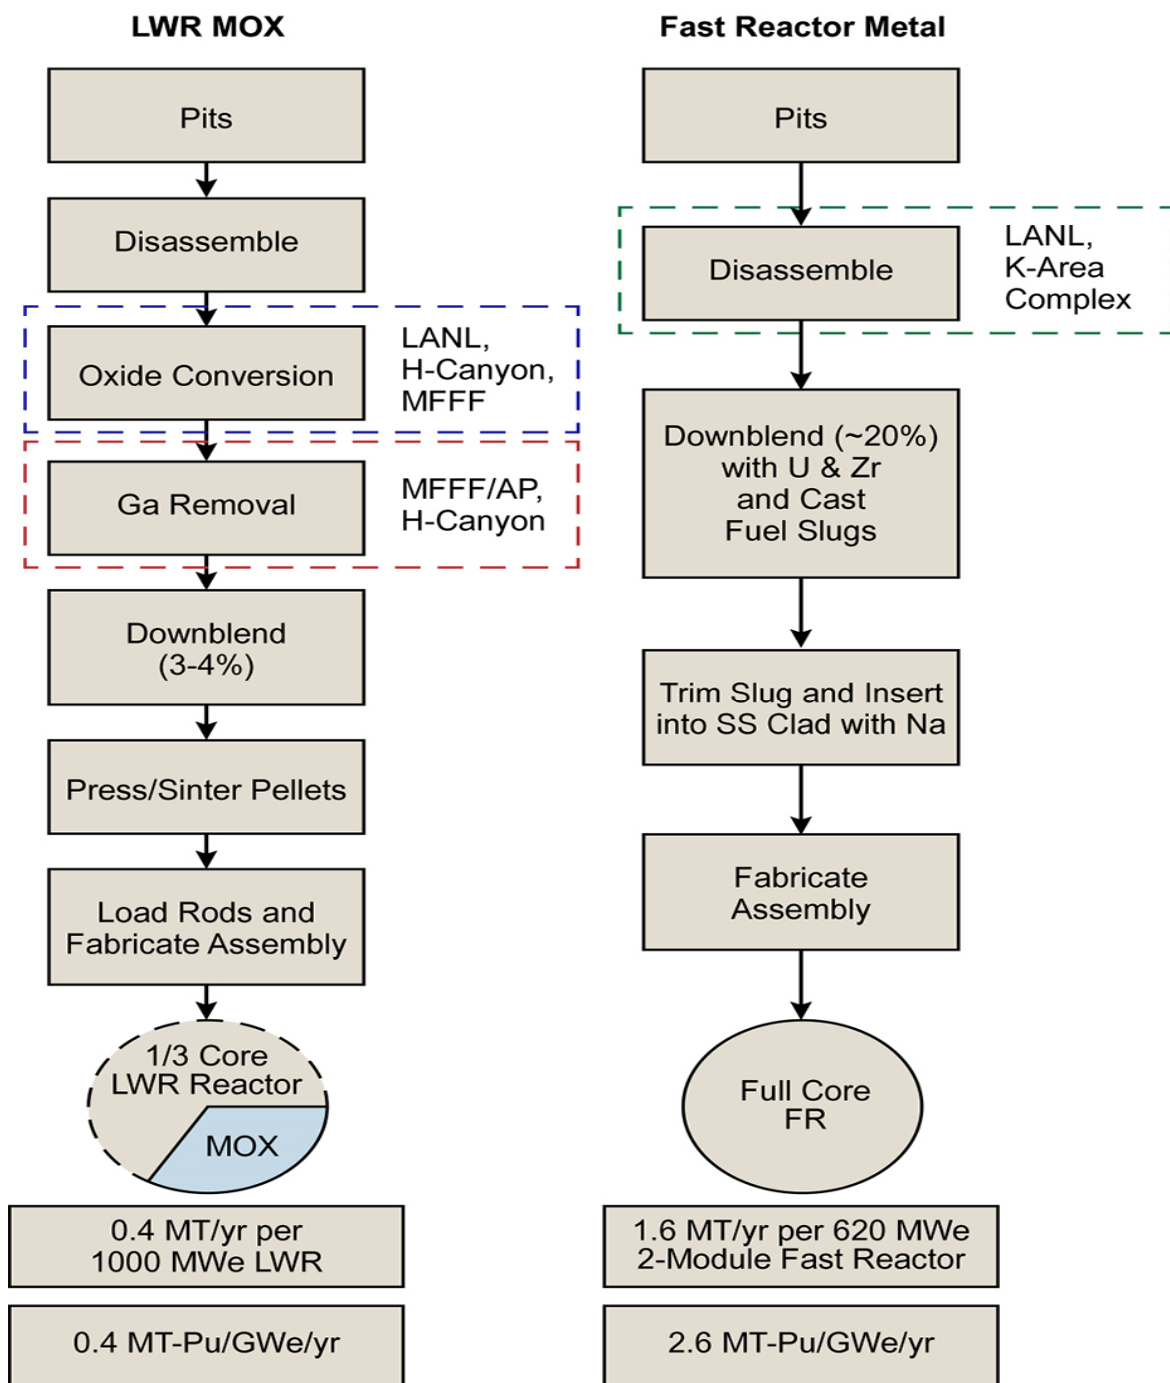 LWR MOX
Pits
Disassemble
Oxide Conversion
LANL,
H-Canyon,
MFFF
Ga Removal
MFFF/AP,
H-Canyon
Downblend
(3-4%)
Press/Sinter Pellets
Load Rods and
Fabricate Assembly
1/3 Core
LWR Reactor
MOX
0.4 MT/yr per
1000 MWe LWR
0.4 MT-Pu/GWe/yr
Fast Reactor Metal
Pits
Disassemble
LANL,
K-Area
Complex
Downblend (~20%)
with U & Zr
and Cast
Fuel Slugs
Trim Slug and Insert
into SS Clad with Na
Fabricate
Assembly
Full Core
FR
1.6 MT/yr per 620 MWe
2-Module Fast Reactor
2.6 MT-Pu/GWe/yr